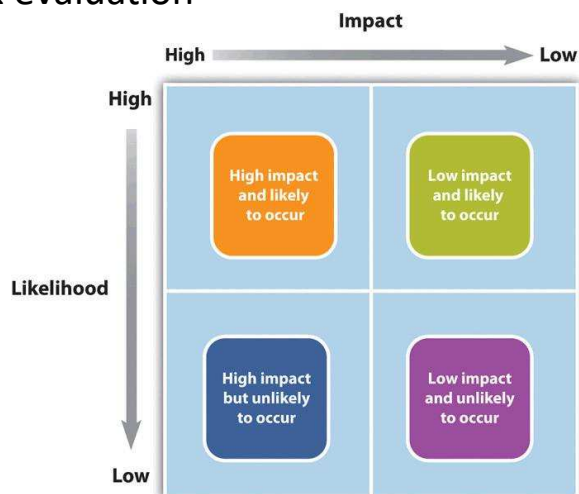 evaluation
Impact
High
Low
High
High impact
and likely
to occur
Low impact
and likely
to occur
Likelihood
High impact
but unlikely
to occur
Low impact
and unlikely
to occur
Low